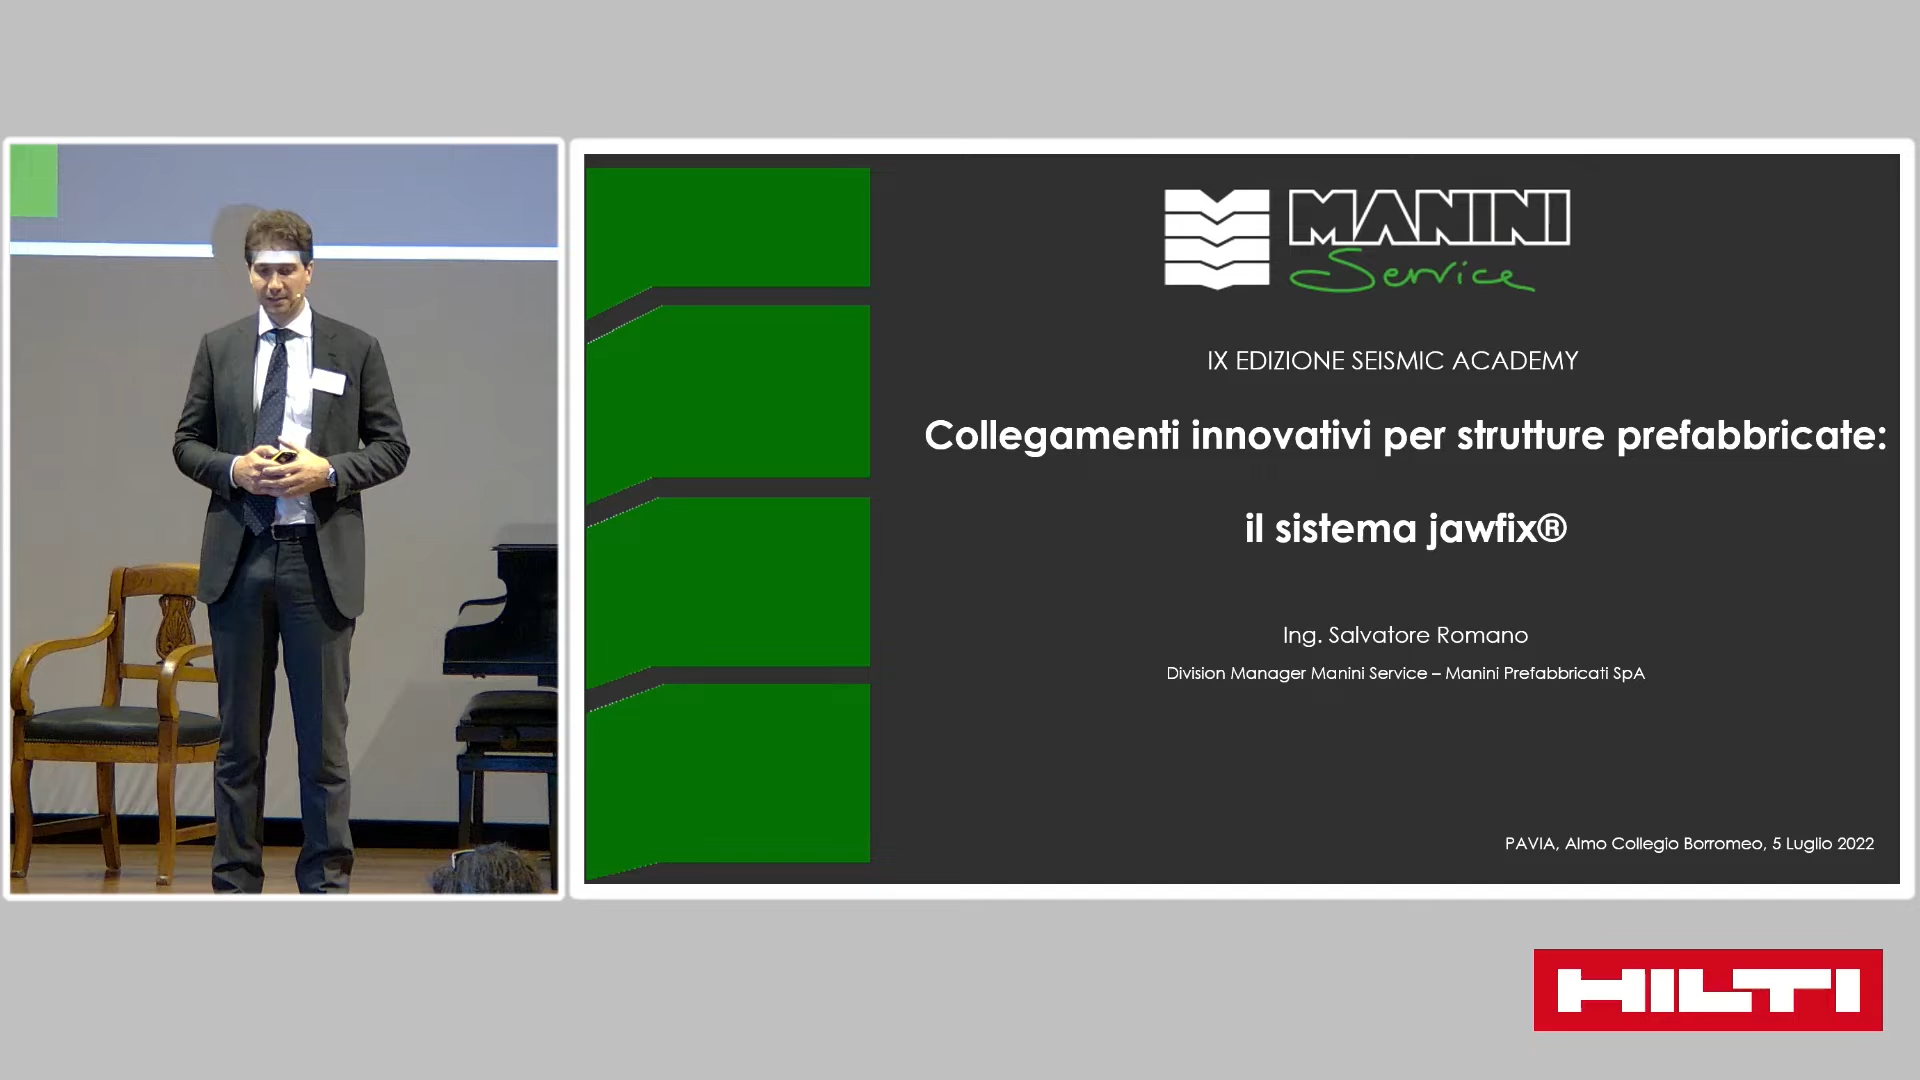 MANINI
Service
IX EDIZIONE SEISMIC ACADEMY
Collegamenti innovativi per strutture prefabbricate:
il sistema jawfix®
Ing. Salvatore Romano
Division Manager Manini Service – Manini Prefabbricati SpA
PAVIA, Almo Collegio Borromeo, 5 Luglio 2022
HILTI